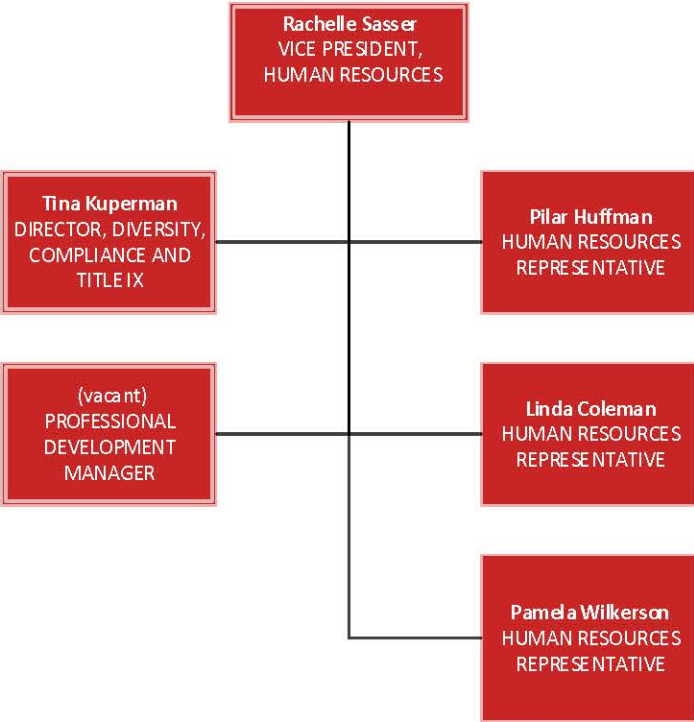 Rachelle Sasser
VICE PRESIDENT,
HUMAN RESOURCES
Tina Kuperman
DIRECTOR, DIVERSITY,
COMPLIANCE AND
TITLE IX
Pilar Huffman
HUMAN RESOURCES
REPRESENTATIVE
(vacant)
PROFESSIONAL
DEVELOPMENT
MANAGER
Linda Coleman
HUMAN RESOURCES
REPRESENTATIVE
Pamela Wilkerson
HUMAN RESOURCES
REPRESENTATIVE